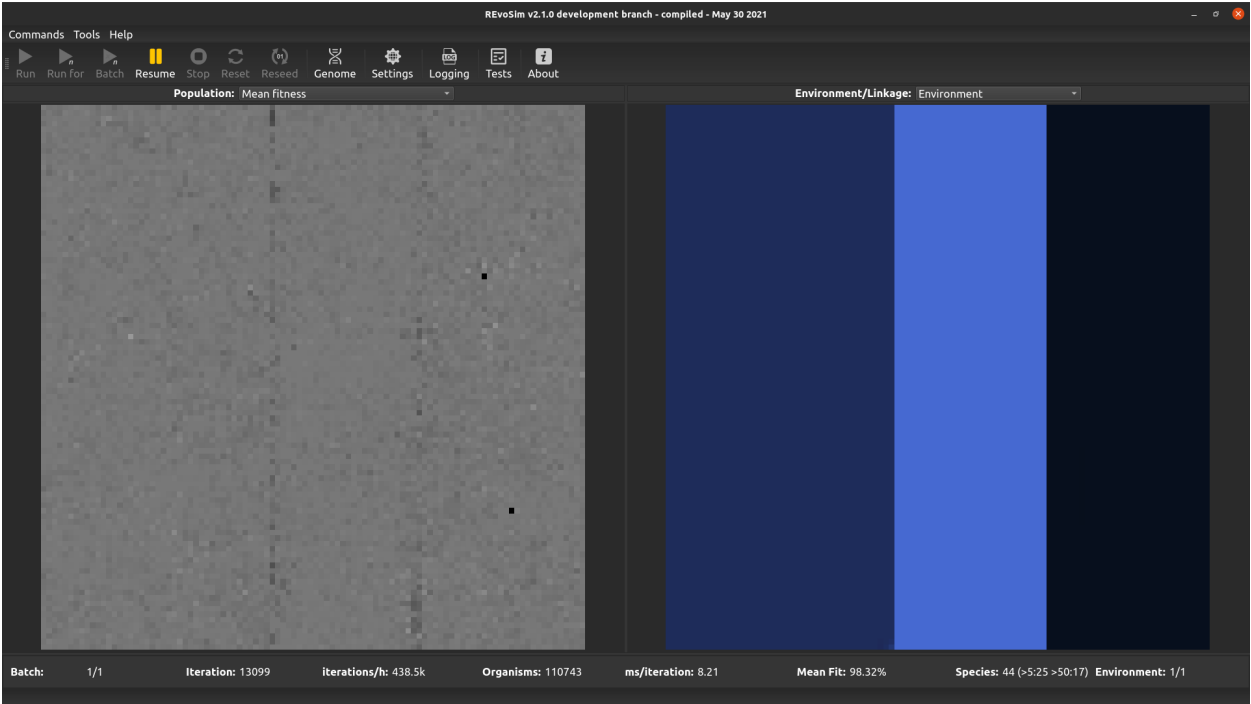 REvoSim v2.1.0 development branch - compiled - May 30 2021
Commands Tools Help
Run Run for Batch Resume Stop Reset Reseed Genome Settings Logging Tests About
Population: Mean fitness Environment/Linkage: Environment
Batch: 1/1 Iteration: 13099 iterations/h: 438.5k Organisms: 110743 ms/iteration: 8.21 Mean Fit: 98.32% Species: 44 (>5:25 >50:17) Environment: 1/1